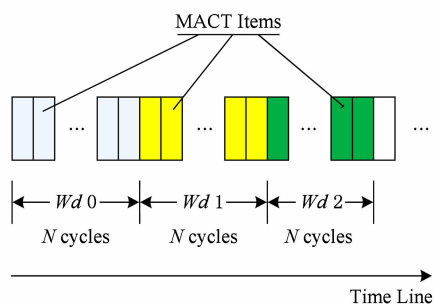 MACT Items
... ... ... ...
Wd 0 Wd 1 Wd 2
N cycles N cycles N cycles
Time Line